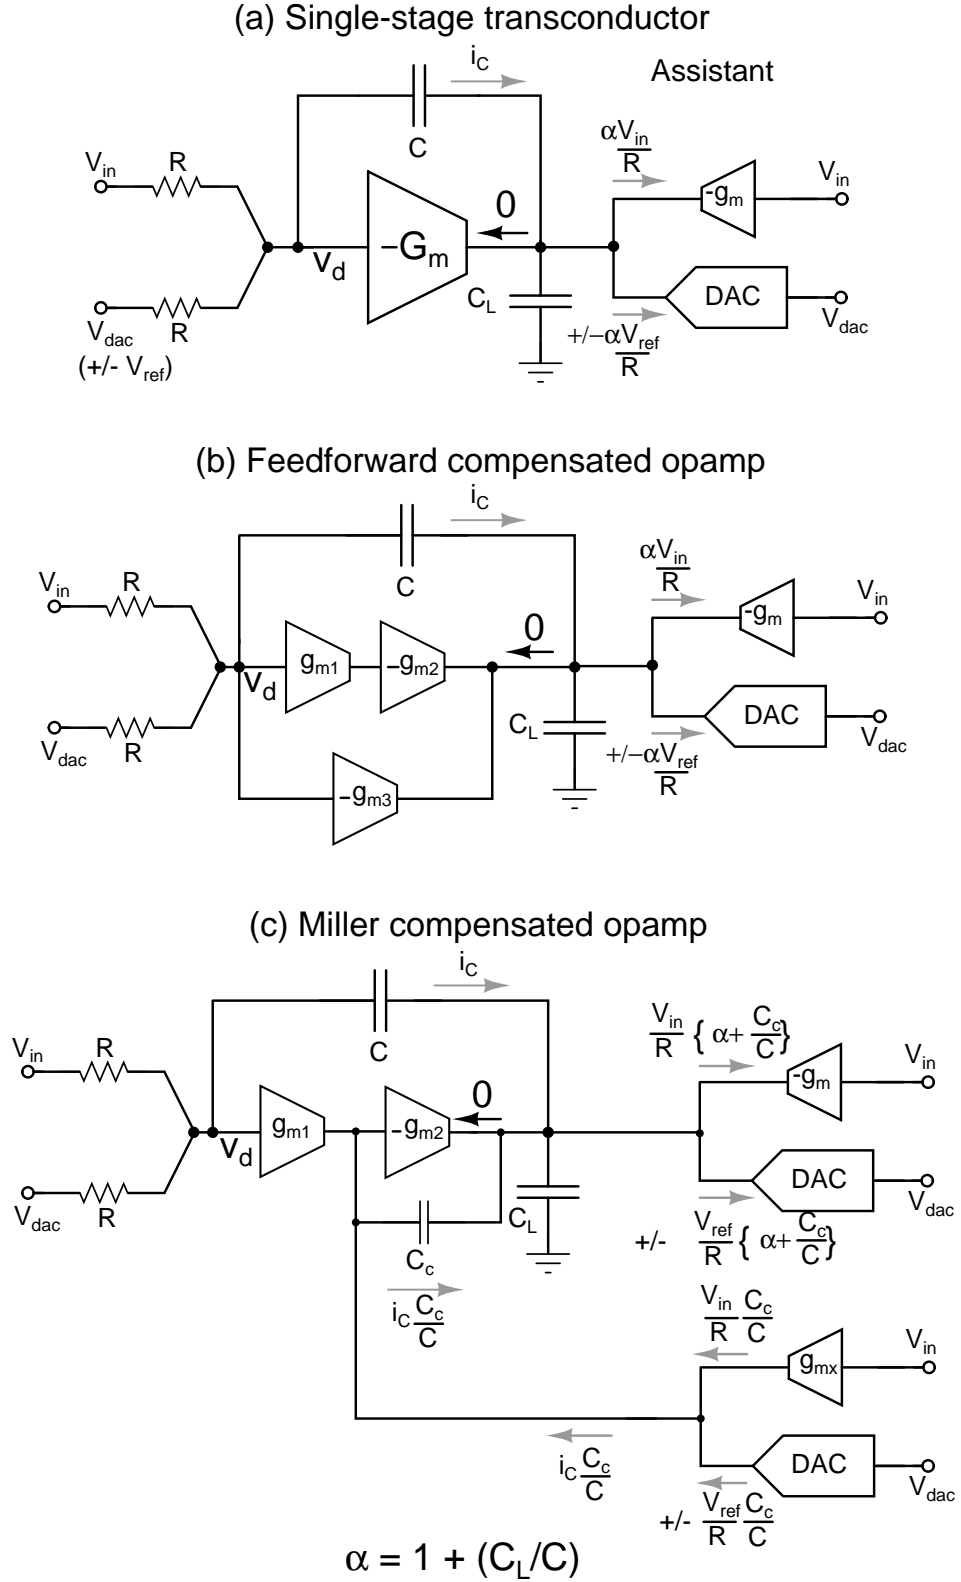 (a) Single-stage transconductor
i_C
Assistant
C
αV_in
R
V_in
R
-g_m
V_in
0
v_d
–G_m
C_L
DAC
V_dac
R
(+/- V_ref)
+/–αV_ref
R
V_dac
(b) Feedforward compensated opamp
i_C
C
αV_in
R
V_in
R
-g_m
V_in
0
g_m1
–g_m2
v_d
C_L
DAC
V_dac
R
+/–αV_ref
R
V_dac
–g_m3
(c) Miller compensated opamp
i_C
C
V_in
R
{ α+ C_c
C }
V_in
R
-g_m
V_in
0
g_m1
–g_m2
v_d
C_L
DAC
V_dac
R
V_dac
C_c
+/- V_ref
R
{ α+ C_c
C }
i_C C_c
C
V_in
R
C_c
C
g_mx
V_in
i_C C_c
C
DAC
V_dac
+/- V_ref
R
C_c
C
α = 1 + (C_L/C)